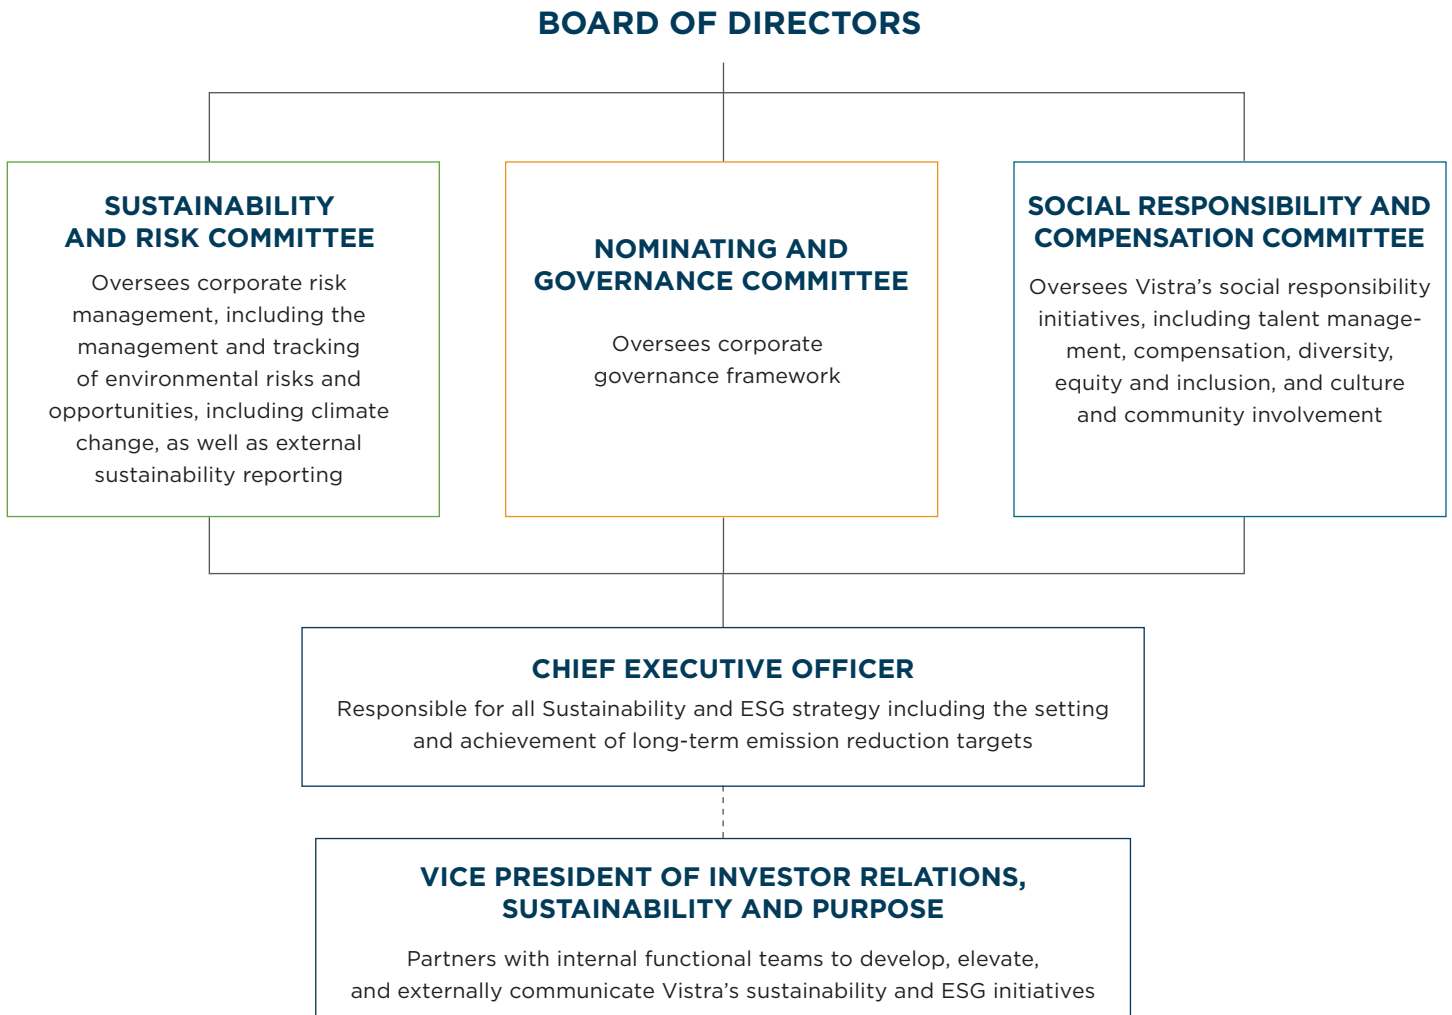 BOARD OF DIRECTORS
SUSTAINABILITY
AND RISK COMMITTEE
Oversees corporate risk
management, including the
management and tracking
of environmental risks and
opportunities, including climate
change, as well as external
sustainability reporting
NOMINATING AND
GOVERNANCE COMMITTEE
Oversees corporate
governance framework
SOCIAL RESPONSIBILITY AND
COMPENSATION COMMITTEE
Oversees Vistra’s social responsibility
initiatives, including talent manage-
ment, compensation, diversity,
equity and inclusion, and culture
and community involvement
CHIEF EXECUTIVE OFFICER
Responsible for all Sustainability and ESG strategy including the setting
and achievement of long-term emission reduction targets
VICE PRESIDENT OF INVESTOR RELATIONS,
SUSTAINABILITY AND PURPOSE
Partners with internal functional teams to develop, elevate,
and externally communicate Vistra’s sustainability and ESG initiatives